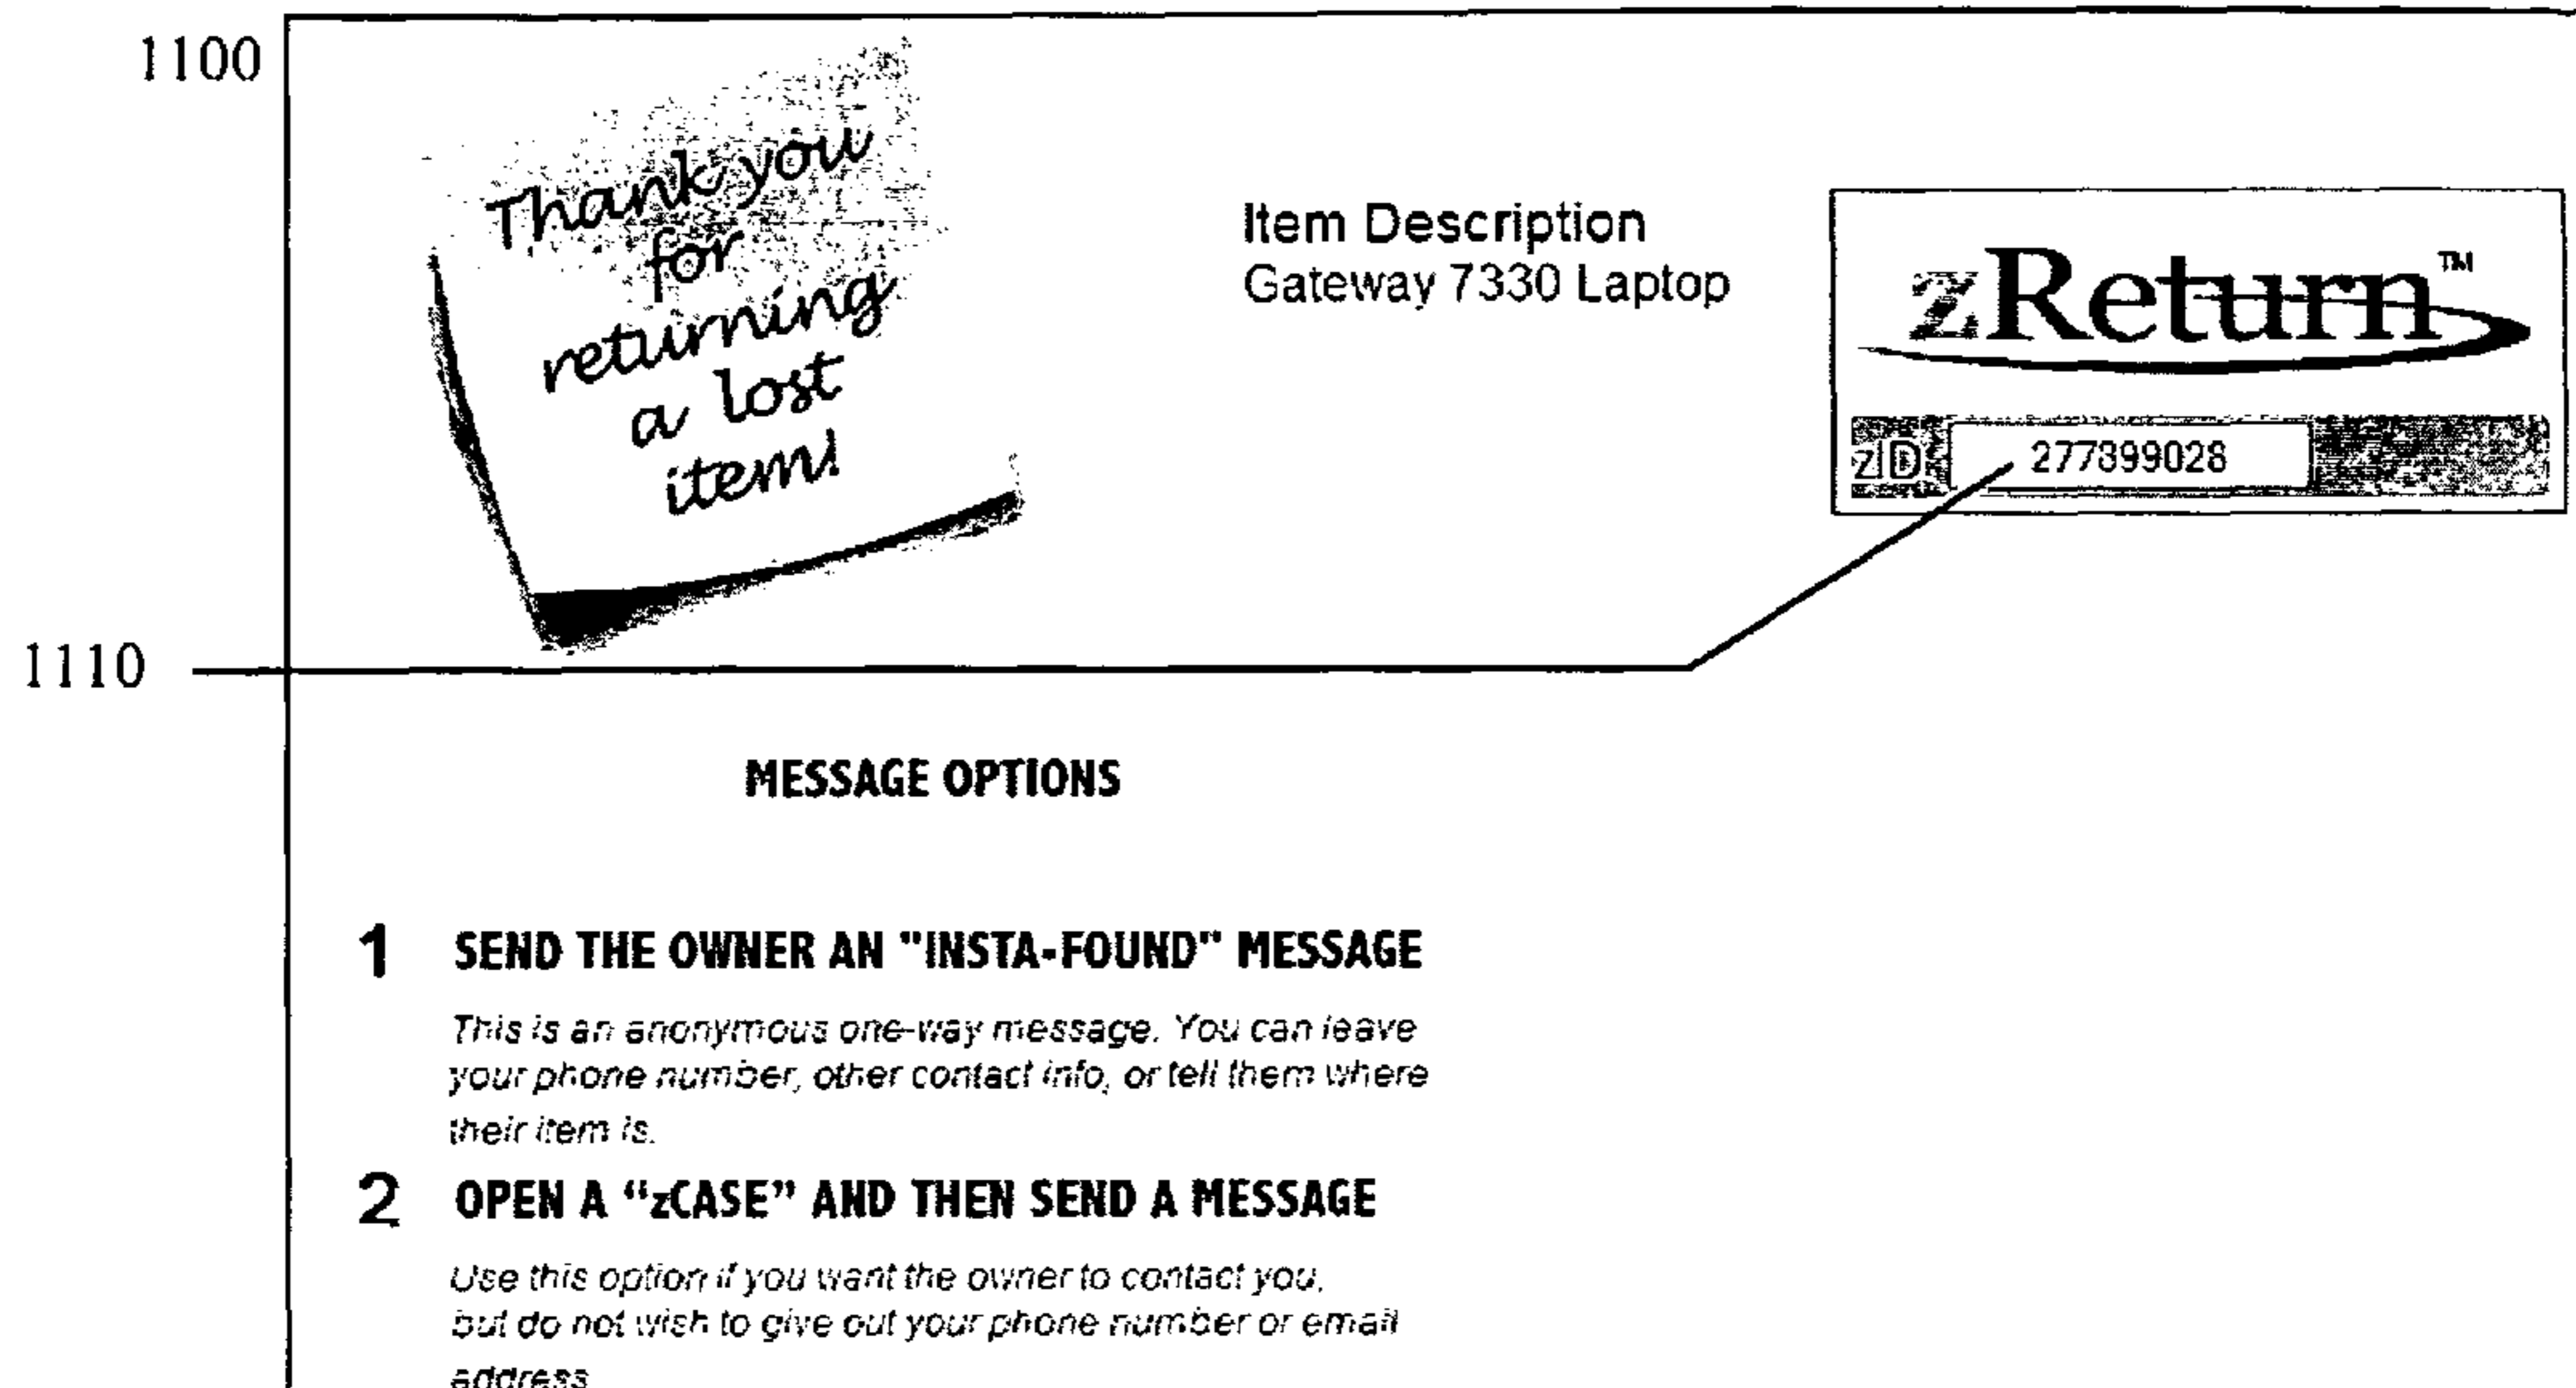 1100
Thank you
for
returning
a lost
item!
Item Description
Gateway 7330 Laptop
zReturn™
zID
277899028
1110
MESSAGE OPTIONS
1 SEND THE OWNER AN "INSTA-FOUND" MESSAGE
This is an anonymous one-way message. You can leave
your phone number, other contact info, or tell them where
their item is.
2 OPEN A “zCASE” AND THEN SEND A MESSAGE
Use this option if you want the owner to contact you,
but do not wish to give out your phone number or email
address